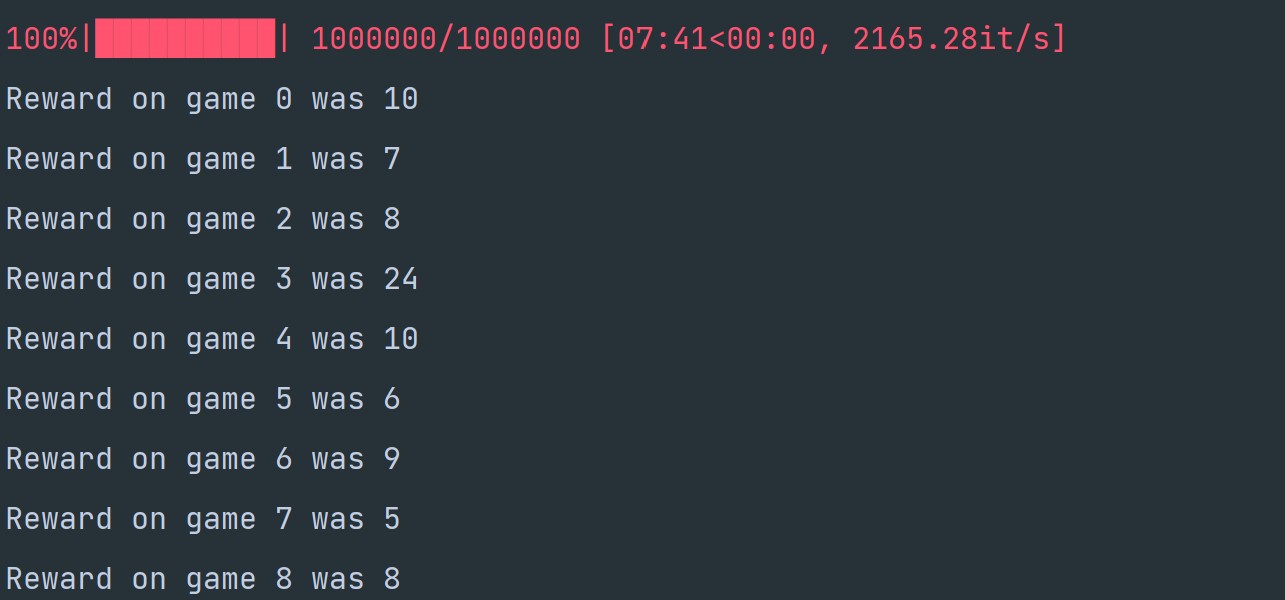 100%|██████████| 1000000/1000000 [07:41<00:00, 2165.28it/s]
Reward on game 0 was 10
Reward on game 1 was 7
Reward on game 2 was 8
Reward on game 3 was 24
Reward on game 4 was 10
Reward on game 5 was 6
Reward on game 6 was 9
Reward on game 7 was 5
Reward on game 8 was 8